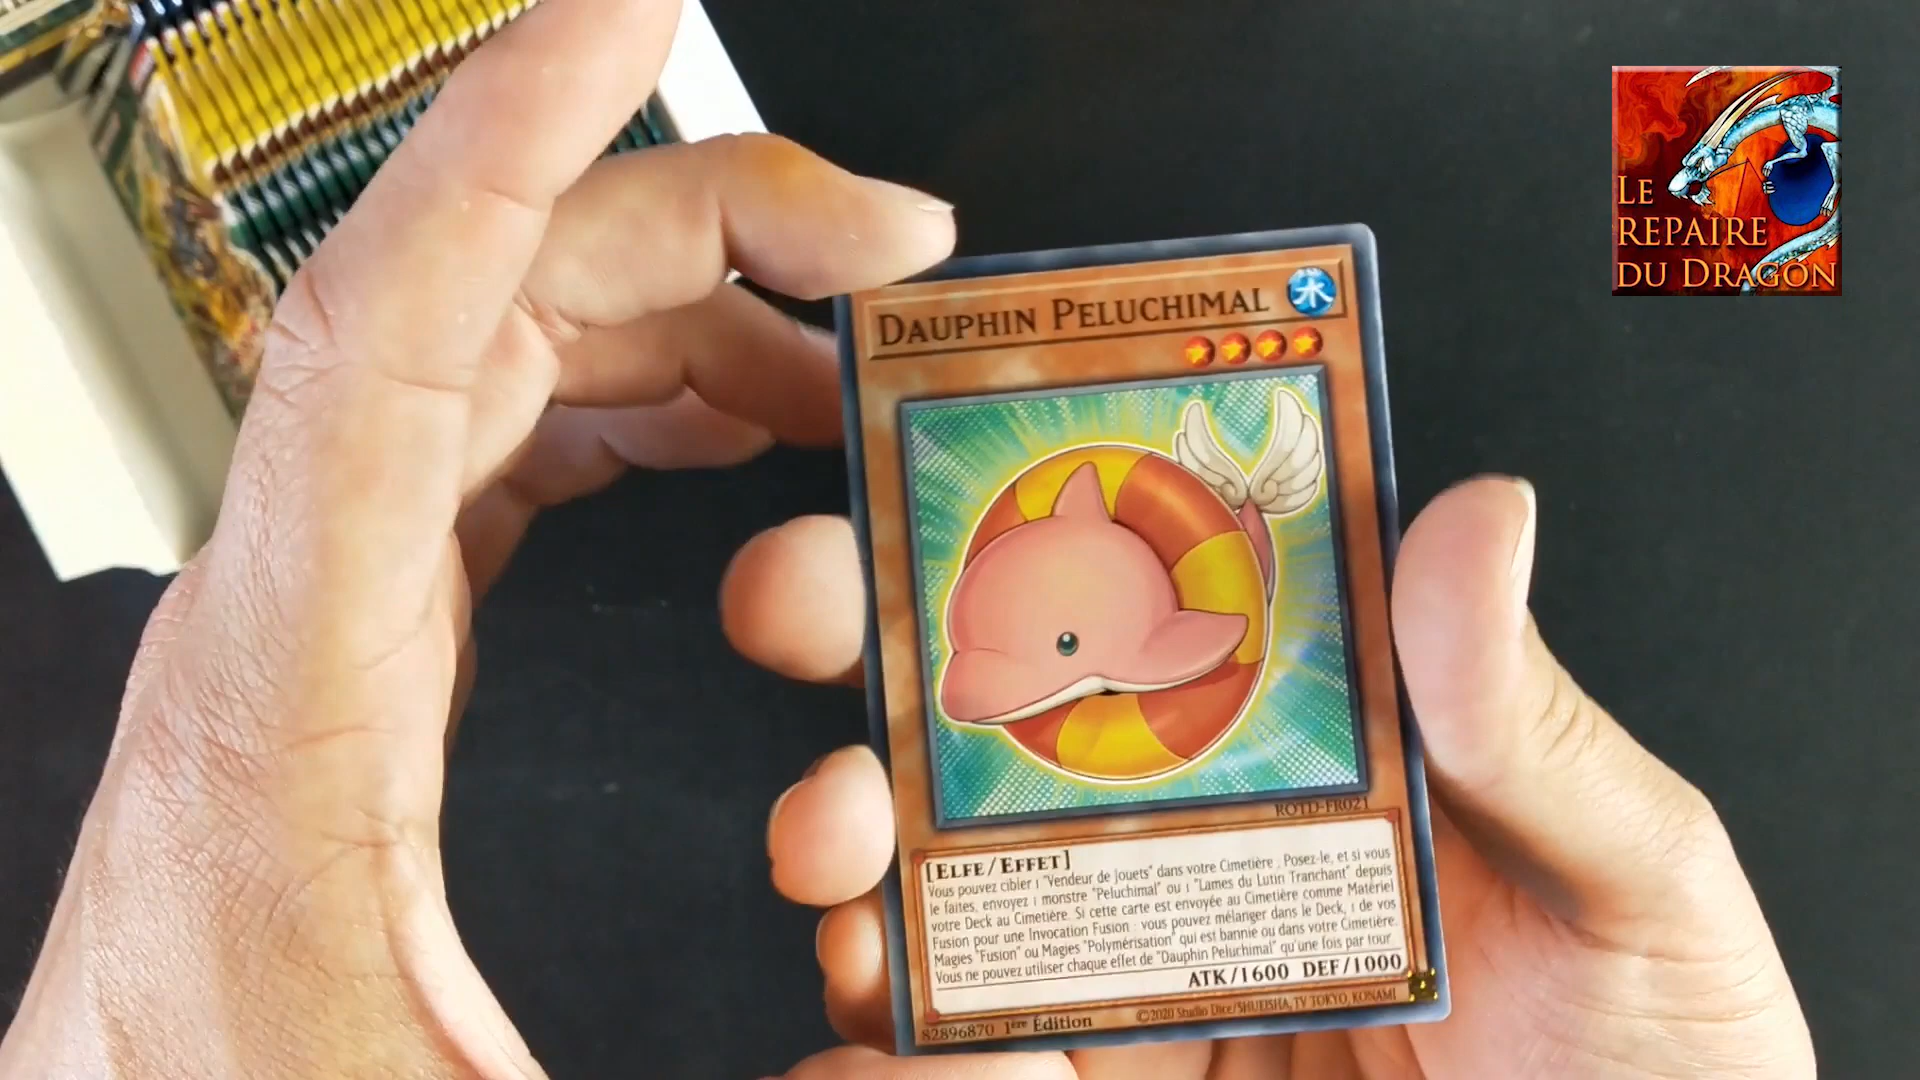 LE
REPAIRE
DU DRAGON
DAUPHIN PELUCHIMAL
水
ROTD-FR021
[ELFE/EFFET]
Vous pouvez cibler 1 "Vendeur de Jouets" dans votre Cimetière ; Posez-le, et si vous
le faites, envoyez 1 monstre "Peluchimal" ou 1 "Lames du Lutin Tranchant" depuis
votre Deck au Cimetière. Si cette carte est envoyée au Cimetière comme Matériel
Fusion pour une Invocation Fusion : vous pouvez mélanger dans le Deck, 1 de vos
Magies "Fusion" ou Magies "Polymérisation" qui est bannie ou dans votre Cimetière.
Vous ne pouvez utiliser chaque effet de "Dauphin Peluchimal" qu'une fois par tour
ATK/1600 DEF/1000
82896870 1ère Édition
©2020 Studio Dice/SHUEISHA, TV TOKYO, KONAMI